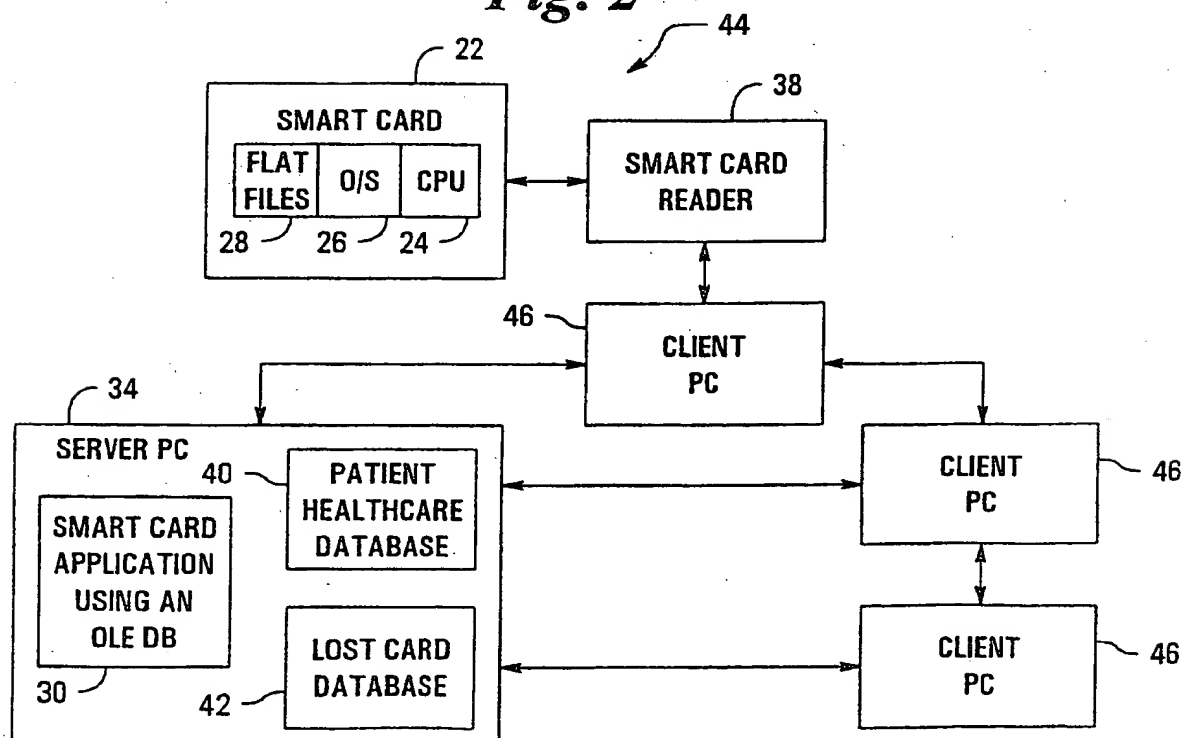 Fig. 2
44
22
38
SMART CARD
FLAT
FILES
O/S
CPU
28
26
24
SMART CARD
READER
46
CLIENT
PC
34
SERVER PC
40
PATIENT
HEALTHCARE
DATABASE
SMART CARD
APPLICATION
USING AN
OLE DB
30
42
LOST CARD
DATABASE
CLIENT
PC
46
CLIENT
PC
46